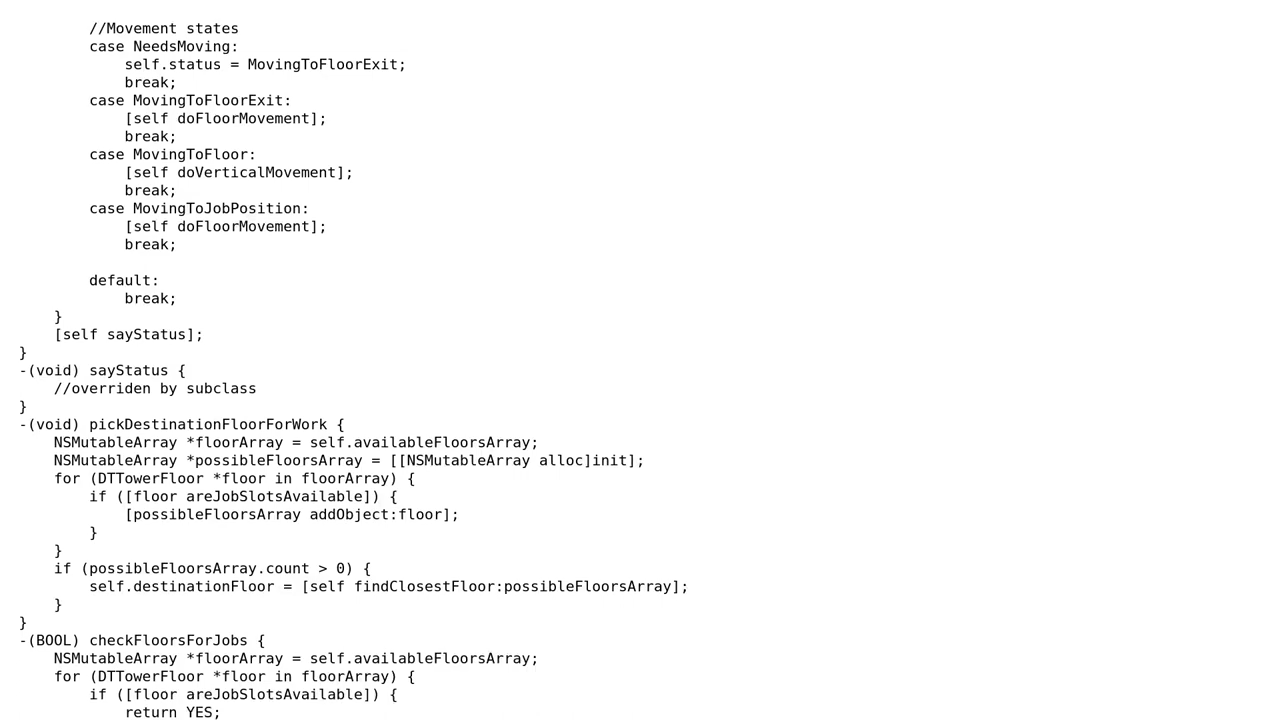 //Movement states
        case NeedsMoving:
            self.status = MovingToFloorExit;
            break;
        case MovingToFloorExit:
            [self doFloorMovement];
            break;
        case MovingToFloor:
            [self doVerticalMovement];
            break;
        case MovingToJobPosition:
            [self doFloorMovement];
            break;

        default:
            break;
    }
    [self sayStatus];
}
-(void) sayStatus {
    //overriden by subclass
}
-(void) pickDestinationFloorForWork {
    NSMutableArray *floorArray = self.availableFloorsArray;
    NSMutableArray *possibleFloorsArray = [[NSMutableArray alloc]init];
    for (DTTowerFloor *floor in floorArray) {
        if ([floor areJobSlotsAvailable]) {
            [possibleFloorsArray addObject:floor];
        }
    }
    if (possibleFloorsArray.count > 0) {
        self.destinationFloor = [self findClosestFloor:possibleFloorsArray];
    }
}
-(BOOL) checkFloorsForJobs {
    NSMutableArray *floorArray = self.availableFloorsArray;
    for (DTTowerFloor *floor in floorArray) {
        if ([floor areJobSlotsAvailable]) {
            return YES;